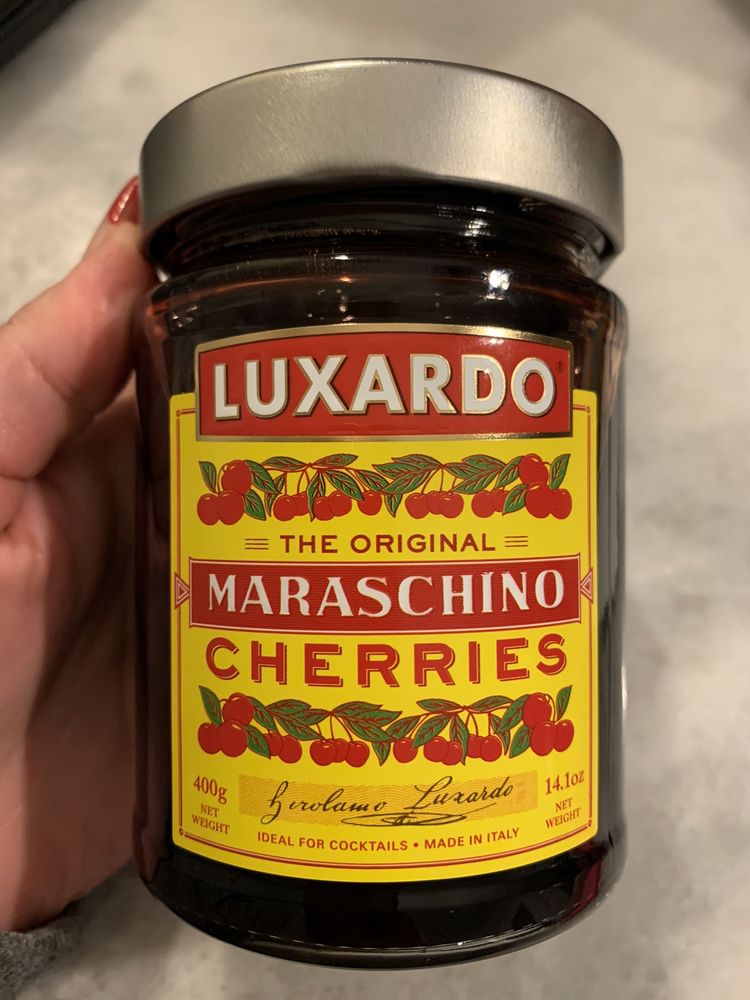 LUXARDO®
THE ORIGINAL
MARASCHINO
CHERRIES
400g
NET
WEIGHT
Girolamo Luxardo
14.1oz
NET
WEIGHT
IDEAL FOR COCKTAILS • MADE IN ITALY